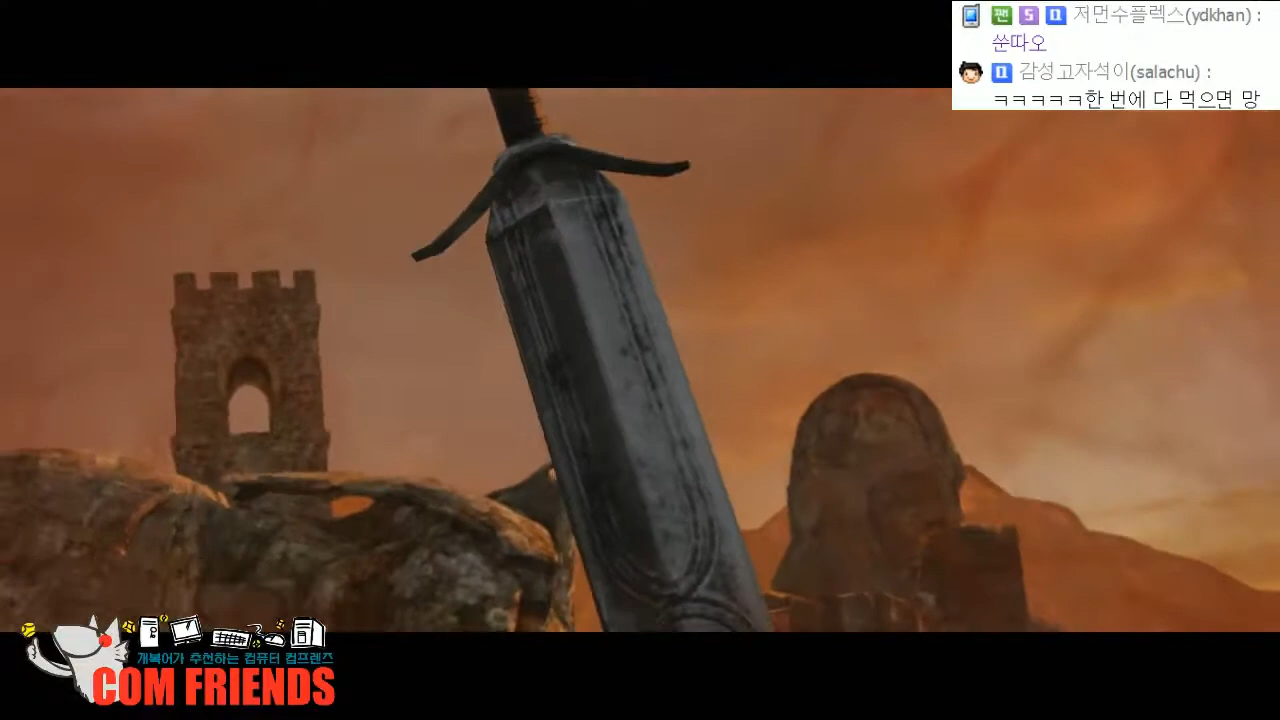 쨴 S Q 저먼수플렉스(ydkhan) :
쑨따오
Q 감성고자석이(salachu) :
ㅋㅋㅋㅋㅋ한 번에 다 먹으면 망
개복어가 추천하는 컴퓨터 컴프렌즈
COM FRIENDS